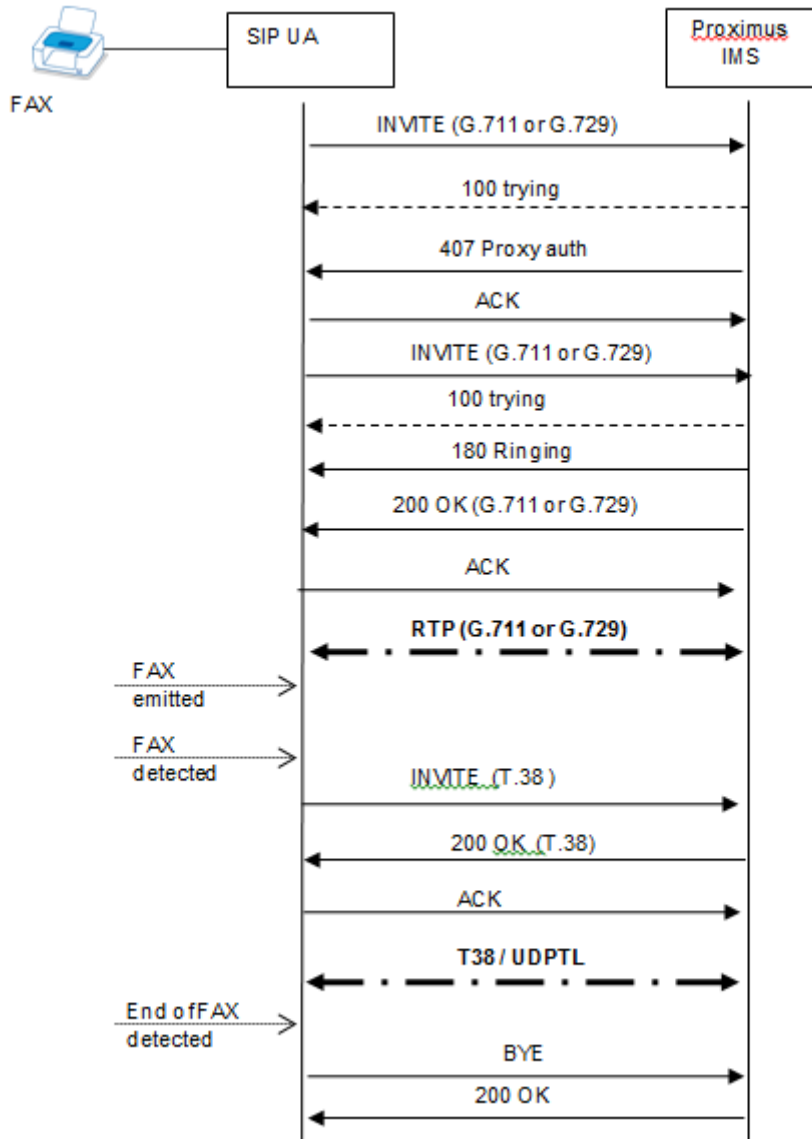 SIP UA
Proximus
IMS
FAX
INVITE (G.711 or G.729)
100 trying
407 Proxy auth
ACK
INVITE (G.711 or G.729)
100 trying
180 Ringing
200 OK (G.711 or G.729)
ACK
RTP (G.711 or G.729)
FAX
emitted
FAX
detected
INVITE (T.38)
200 OK (T.38)
ACK
T38 / UDPTL
End of FAX
detected
BYE
200 OK